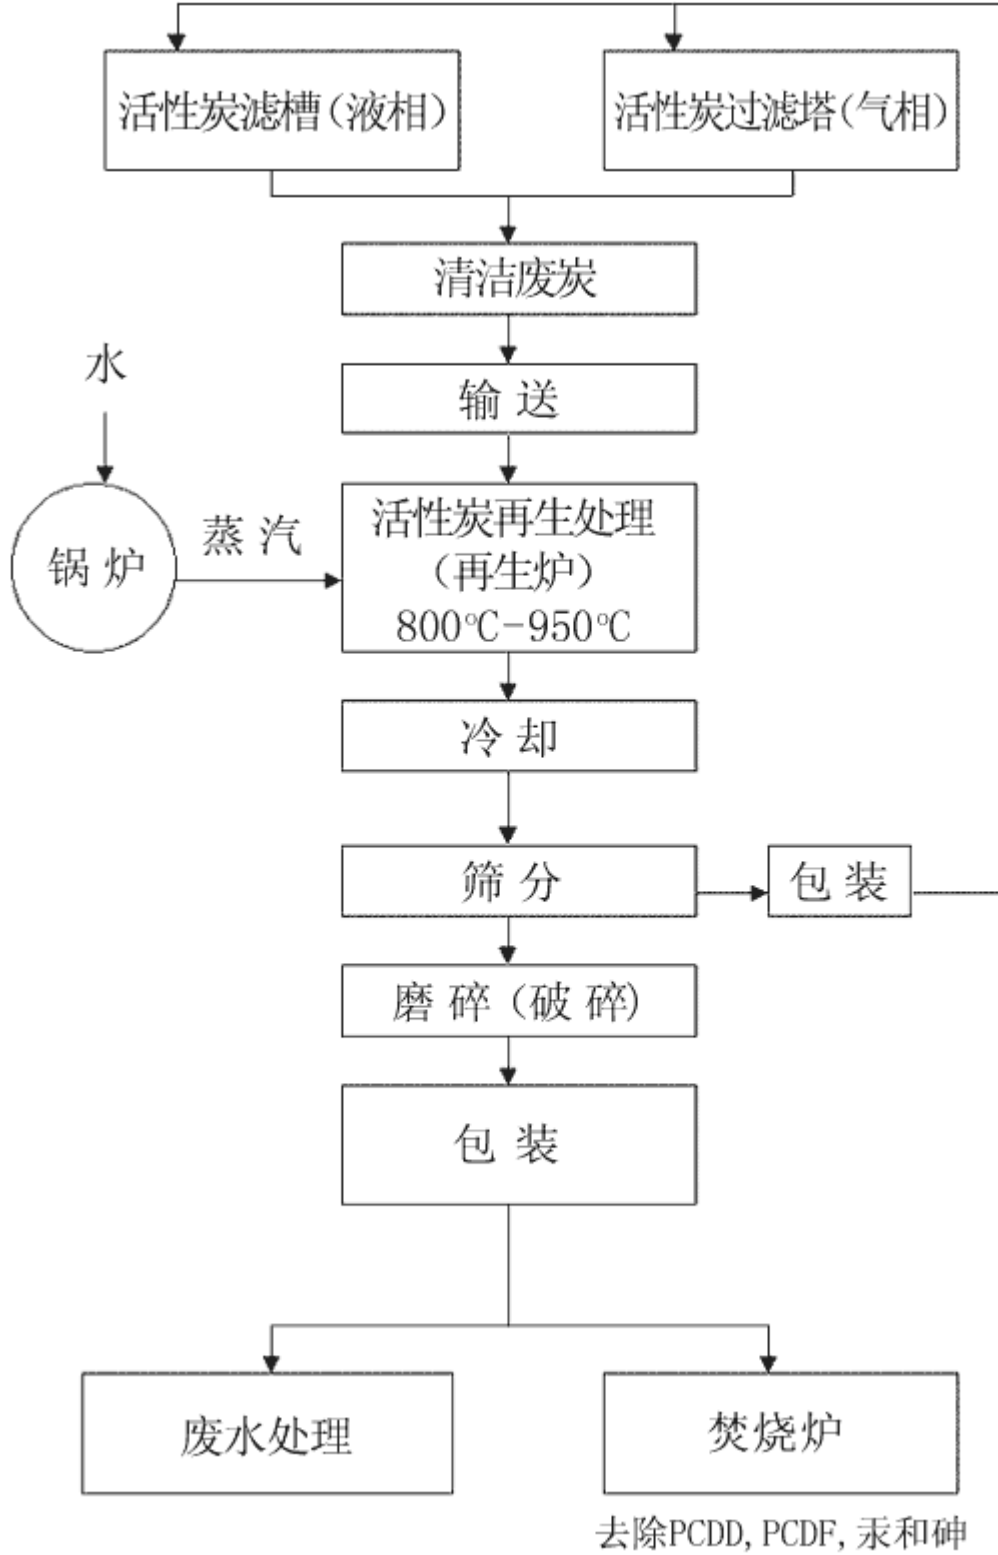 活性炭滤槽(液相)
活性炭过滤塔(气相)
清洁废炭
输送
水
锅炉
蒸汽
活性炭再生处理
(再生炉)
800℃-950℃
冷却
筛分
包装
磨碎(破碎)
包装
废水处理
焚烧炉
去除PCDD,PCDF,汞和砷